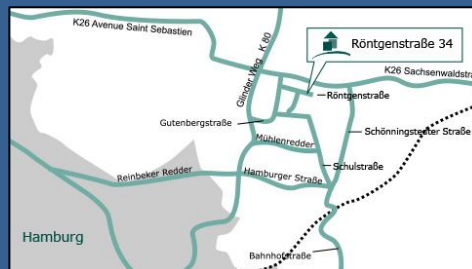 K26 Avenue Saint Sebastien
K 80
Glinder Weg
Röntgenstraße 34
K26 Sachsenwaldstr
Röntgenstraße
Gutenbergstraße
Schönningstedter Straße
Mühlenredder
Schulstraße
Reinbeker Redder
Hamburger Straße
Hamburg
Bahnhofstraße